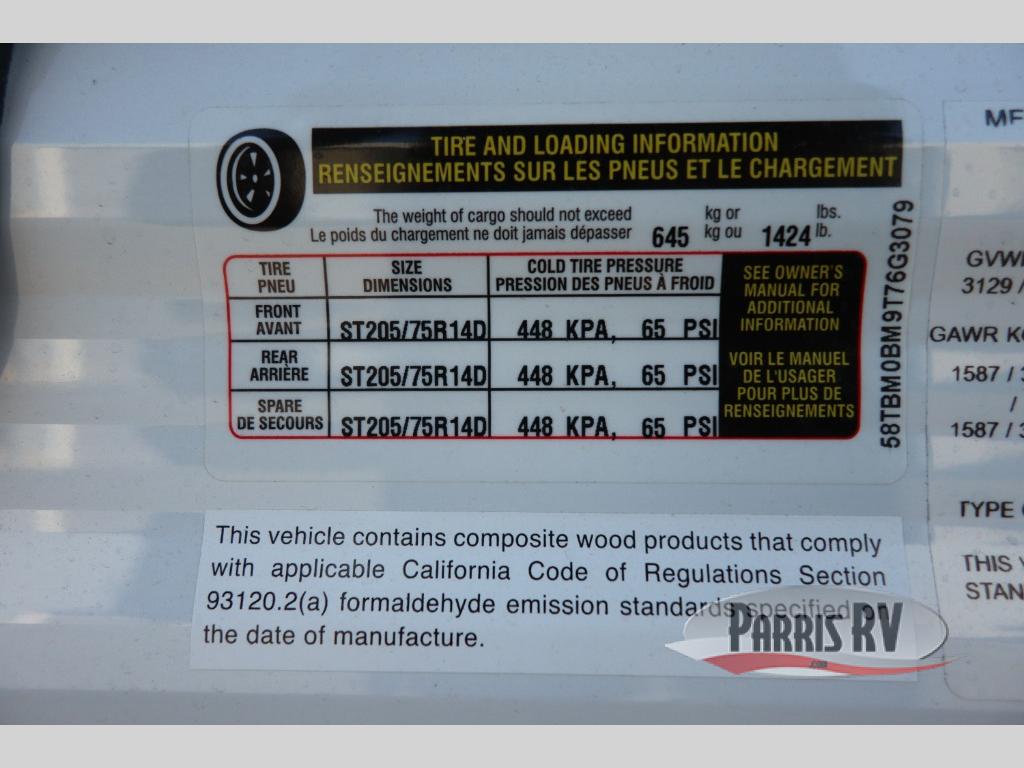 TIRE AND LOADING INFORMATION
RENSEIGNEMENTS SUR LES PNEUS ET LE CHARGEMENT
The weight of cargo should not exceed kg or lbs.
Le poids du chargement ne doit jamais dépasser 645 kg ou 1424 lb.
TIRE PNEU SIZE DIMENSIONS COLD TIRE PRESSURE PRESSION DES PNEUS À FROID
FRONT AVANT ST205/75R14D 448 KPA, 65 PSI
REAR ARRIÈRE ST205/75R14D 448 KPA, 65 PSI
SPARE DE SECOURS ST205/75R14D 448 KPA, 65 PSI
SEE OWNER'S
MANUAL FOR
ADDITIONAL
INFORMATION
VOIR LE MANUEL
DE L'USAGER
POUR PLUS DE
RENSEIGNEMENTS
58TBM0BM9T76G3079
This vehicle contains composite wood products that comply
with applicable California Code of Regulations Section
93120.2(a) formaldehyde emission standards specified on
the date of manufacture.
GVWR
3129 /
GAWR
1587 / 3
/
1587 / 3
TYPE
THIS
PARRIS RV
.com